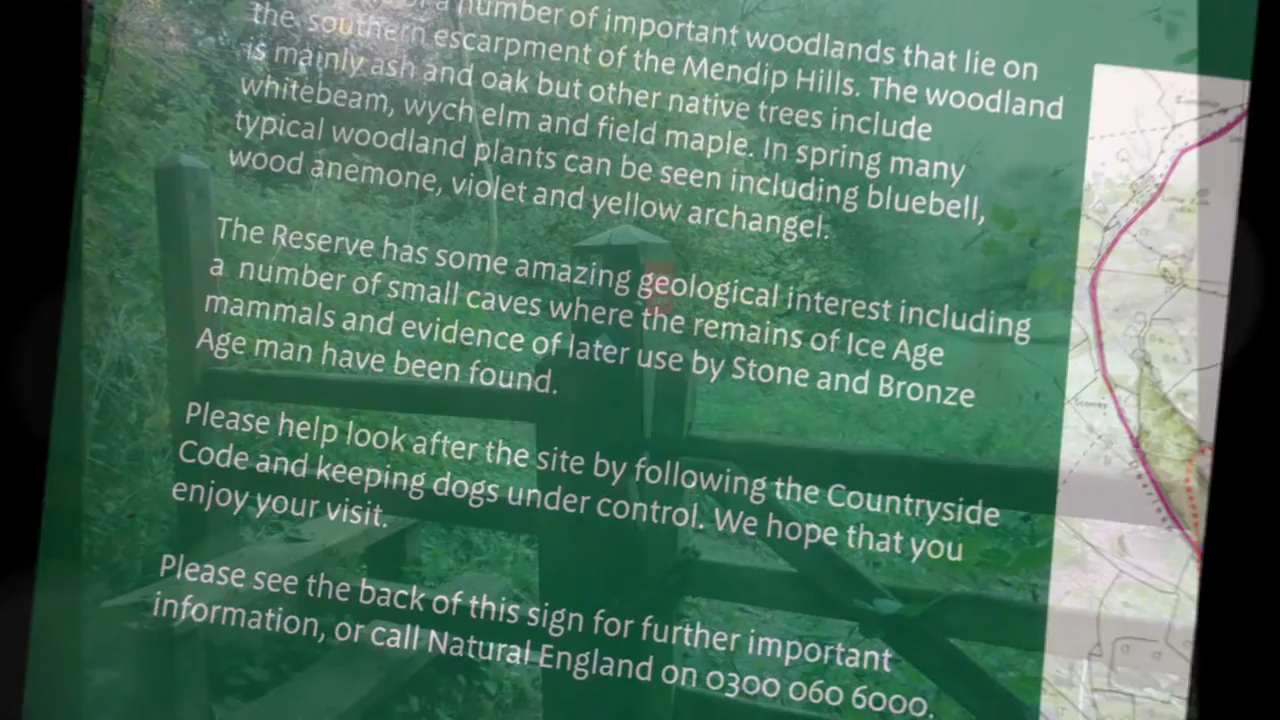 a number of important woodlands that lie on
the southern escarpment of the Mendip Hills. The woodland
is mainly ash and oak but other native trees include
whitebeam, wych elm and field maple. In spring many
typical woodland plants can be seen including bluebell,
wood anemone, violet and yellow archangel.
The Reserve has some amazing geological interest including
a number of small caves where the remains of Ice Age
mammals and evidence of later use by Stone and Bronze
Age man have been found.
Please help look after the site by following the Countryside
Code and keeping dogs under control. We hope that you
enjoy your visit.
Please see the back of this sign for further important
information, or call Natural England on 0300 060 6000.